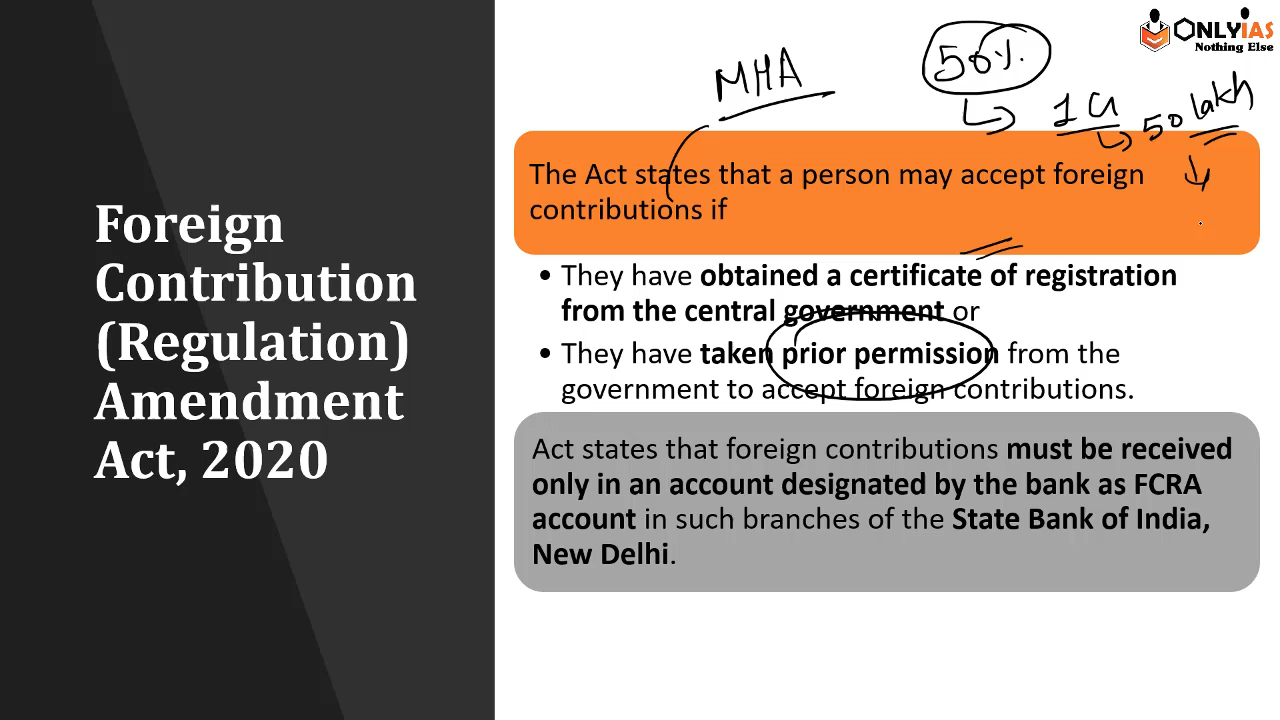 ONLYIAS
Nothing Else
MHA
50%
1 Cr
50 lakh
Foreign
Contribution
(Regulation)
Amendment
Act, 2020
The Act states that a person may accept foreign
contributions if
• They have obtained a certificate of registration
from the central government or
• They have taken prior permission from the
government to accept foreign contributions.
Act states that foreign contributions must be received
only in an account designated by the bank as FCRA
account in such branches of the State Bank of India,
New Delhi.